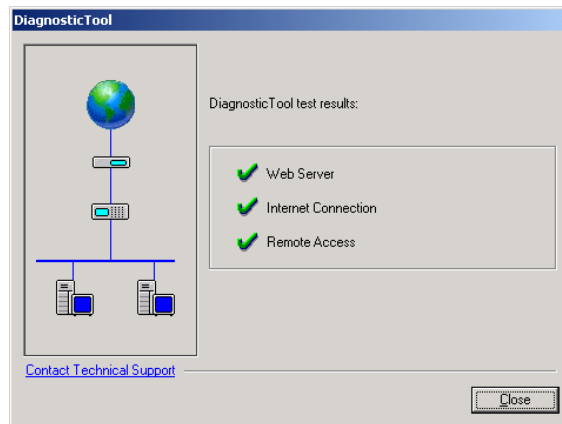 DiagnosticTool
DiagnosticTool test results:
Web Server
Internet Connection
Remote Access
Contact Technical Support
Close